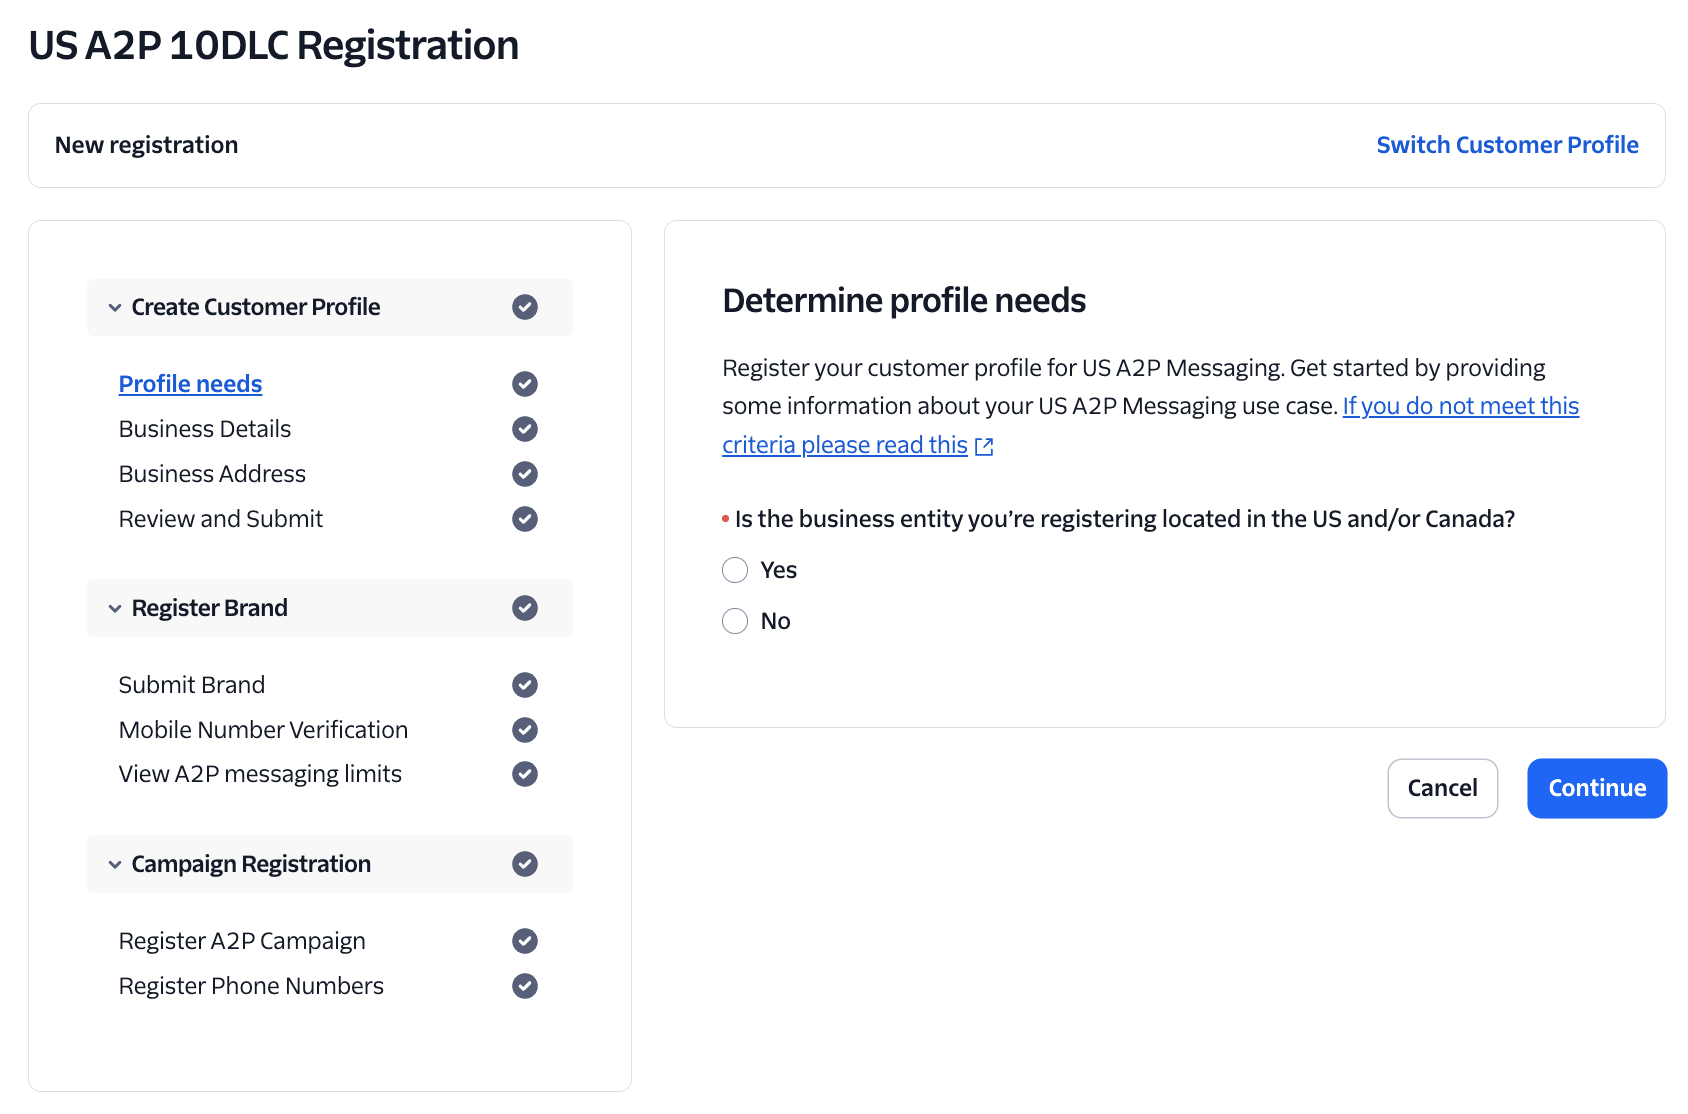 US A2P 10DLC Registration
New registration
Switch Customer Profile
Create Customer Profile
Profile needs
Business Details
Business Address
Review and Submit
Register Brand
Submit Brand
Mobile Number Verification
View A2P messaging limits
Campaign Registration
Register A2P Campaign
Register Phone Numbers
Determine profile needs
Register your customer profile for US A2P Messaging. Get started by providing
some information about your US A2P Messaging use case. If you do not meet this
criteria please read this
Is the business entity you’re registering located in the US and/or Canada?
Yes
No
Cancel
Continue